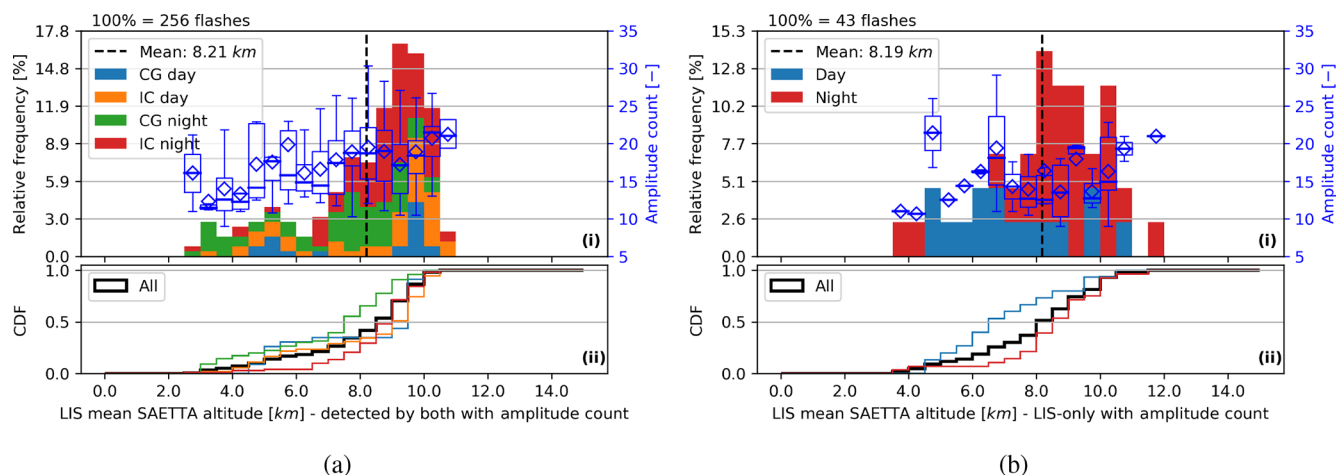 100% = 256 flashes
17.8
14.8
11.9
8.9
5.9
3.0
0.0
Relative frequency [%]
Mean: 8.21 km
CG day
IC day
CG night
IC night
35
30
25
20
15
10
5
Amplitude count [−]
(i)
1.0
0.5
0.0
CDF
All
(ii)
0.0 2.0 4.0 6.0 8.0 10.0 12.0 14.0
LIS mean SAETTA altitude [km] - detected by both with amplitude count
(a)
100% = 43 flashes
15.3
12.8
10.2
7.7
5.1
2.6
0.0
Relative frequency [%]
Mean: 8.19 km
Day
Night
35
30
25
20
15
10
5
Amplitude count [−]
(i)
1.0
0.5
0.0
CDF
All
(ii)
0.0 2.0 4.0 6.0 8.0 10.0 12.0 14.0
LIS mean SAETTA altitude [km] - LIS-only with amplitude count
(b)